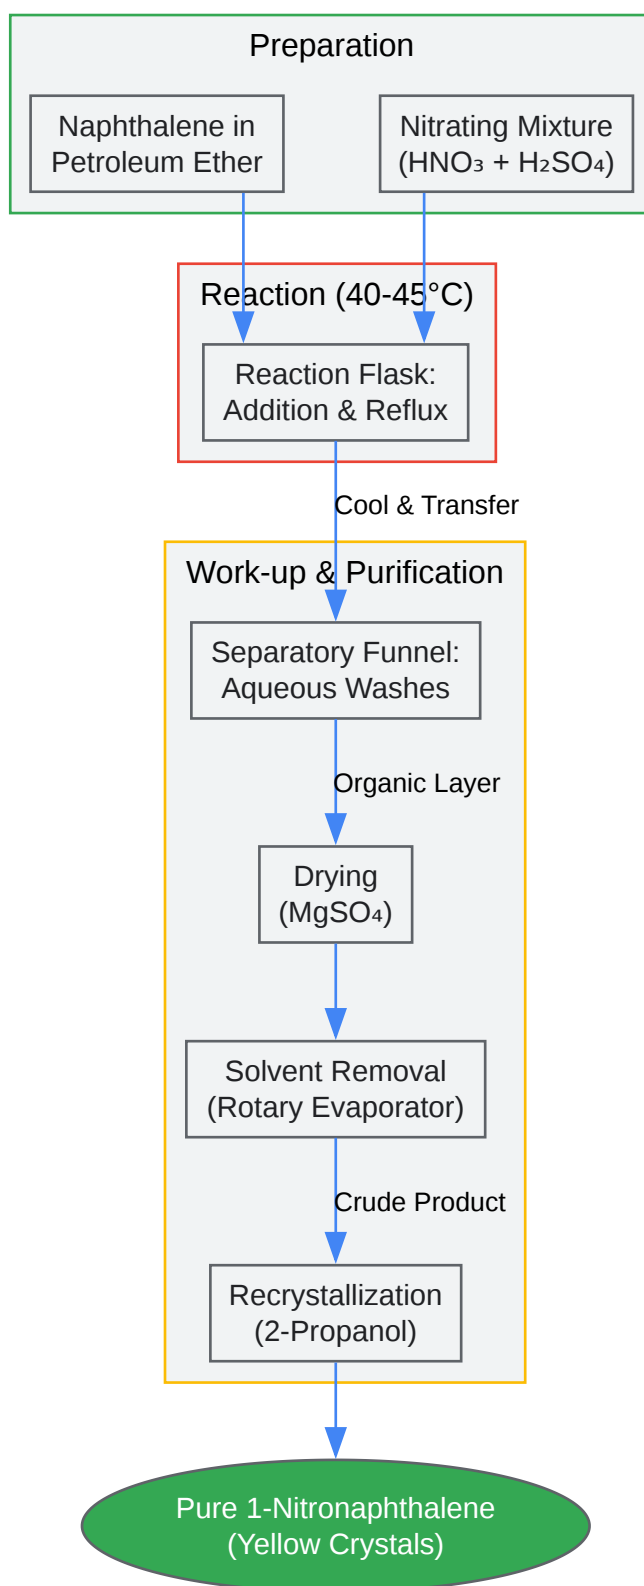 Preparation
Naphthalene in
Petroleum Ether
Nitrating Mixture
(HNO₃ + H₂SO₄)
Reaction (40-45°C)
Reaction Flask:
Addition & Reflux
Cool & Transfer
Work-up & Purification
Separatory Funnel:
Aqueous Washes
Organic Layer
Drying
(MgSO₄)
Solvent Removal
(Rotary Evaporator)
Crude Product
Recrystallization
(2-Propanol)
Pure 1-Nitronaphthalene
(Yellow Crystals)